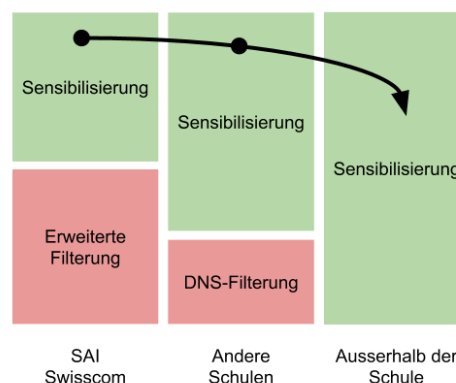 Sensibilisierung
Erweiterte
Filterung
SAI
Swisscom
Sensibilisierung
DNS-Filterung
Andere
Schulen
Sensibilisierung
Ausserhalb der
Schule